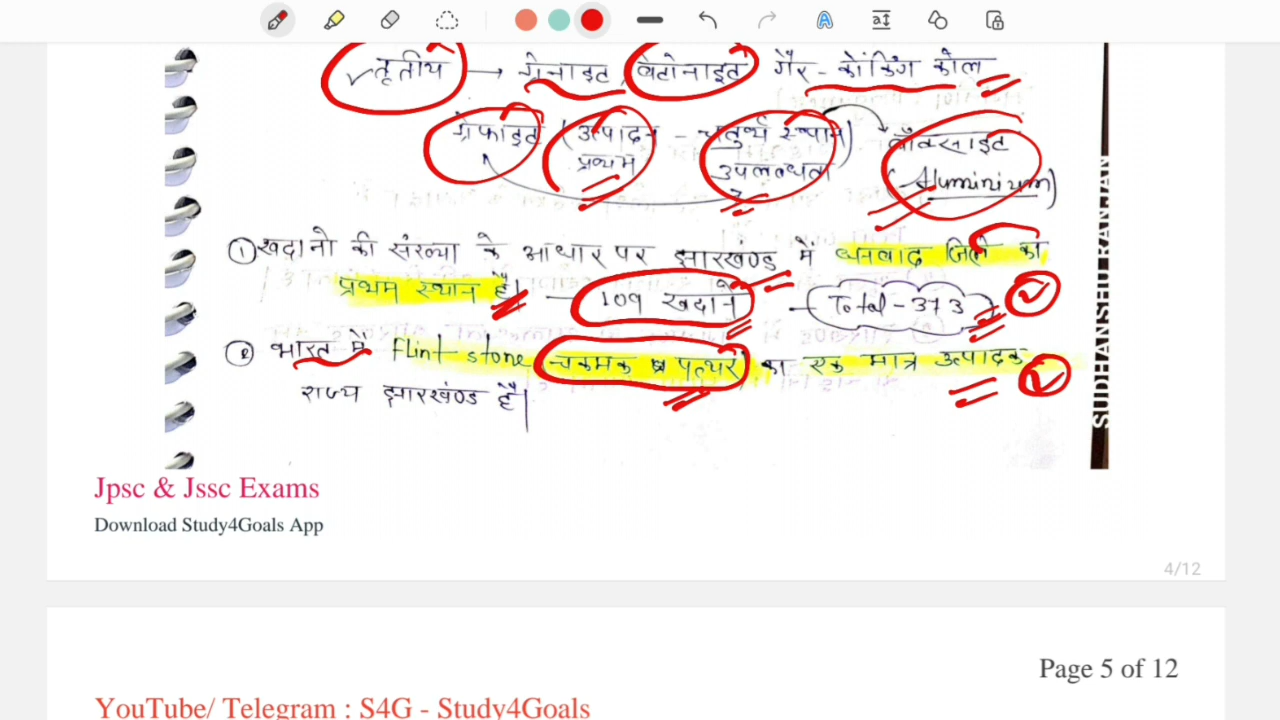 तृतीय → ग्रेनाइट, बेंटोनाइट गैर - कोकिंग कोल
ग्रेफाइट (उत्पादन - चतुर्थ स्थान) बॉक्साइट
प्रथम उपलब्धता (Aluminium)
① खदानो की संख्या के आधार पर झारखंण्ड में धनबाद जिले का
प्रथम स्थान है| — 109 खदाने — Total - 373
② भारत में Flint-stone चकमक पत्थर का एक मात्र उत्पादक
राज्य झारखंण्ड है|
SUDHANSHU RANJAN
Jpsc & Jssc Exams
Download Study4Goals App
4/12
Page 5 of 12
YouTube/ Telegram : S4G - Study4Goals